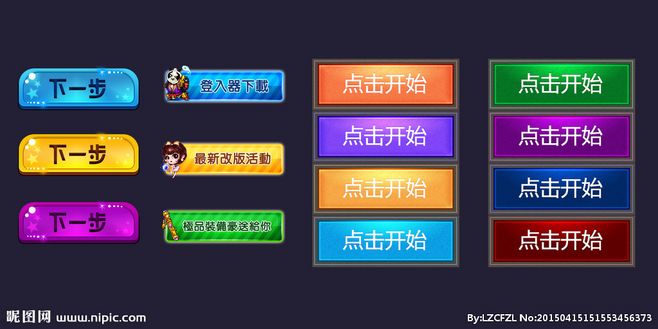 下一步
下一步
下一步
登入器下載
最新改版活動
極品裝備豪送給你
点击开始
点击开始
点击开始
点击开始
点击开始
点击开始
点击开始
点击开始
昵图网 www.nipic.com
By:LZCFZL No:20150415151553456373